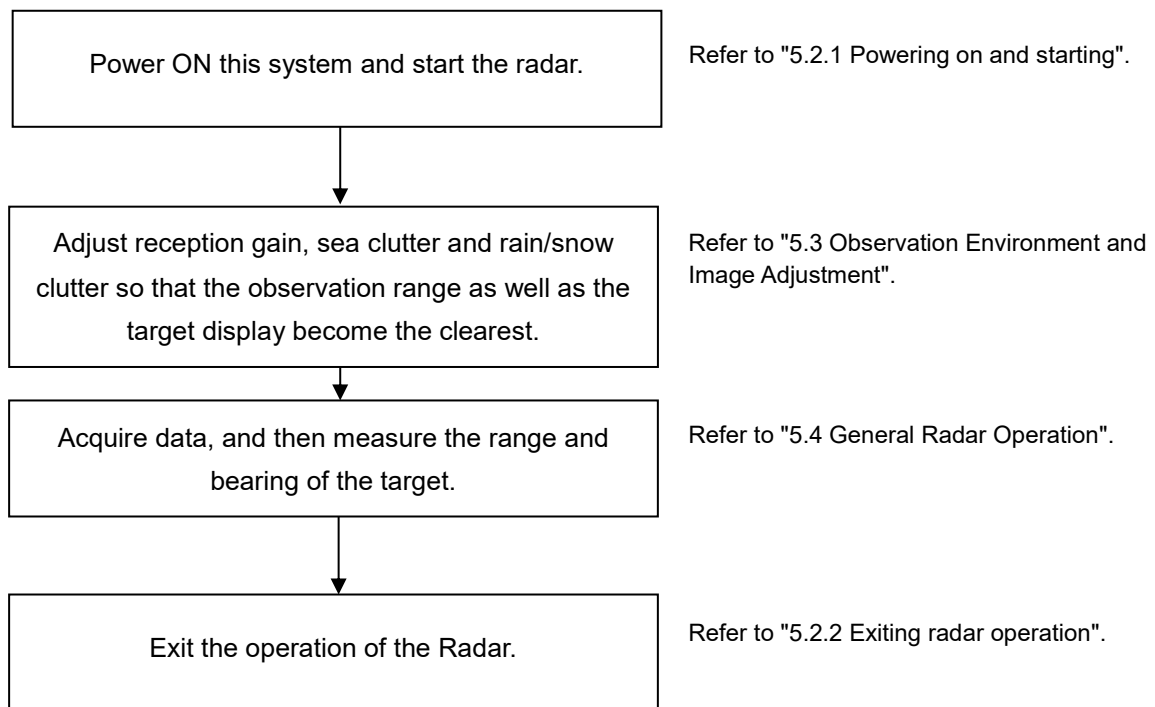 Power ON this system and start the radar.
Refer to "5.2.1 Powering on and starting".
Adjust reception gain, sea clutter and rain/snow
clutter so that the observation range as well as the
target display become the clearest.
Refer to "5.3 Observation Environment and
Image Adjustment".
Acquire data, and then measure the range and
bearing of the target.
Refer to "5.4 General Radar Operation".
Exit the operation of the Radar.
Refer to "5.2.2 Exiting radar operation".